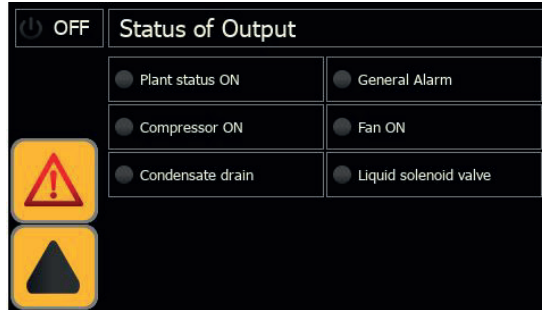 OFF
Status of Output
Plant status ON
General Alarm
Compressor ON
Fan ON
Condensate drain
Liquid solenoid valve